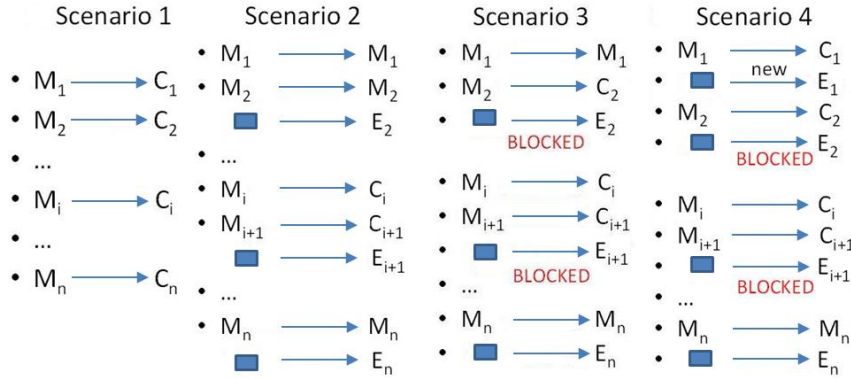 Scenario 1
• M1 C1
• M2 C2
• ...
• Mi Ci
• ...
• Mn Cn
Scenario 2
• M1 M1
• M2 M2
E2
• ...
• Mi Ci
• Mi+1 Ci+1
Ei+1
• ...
• Mn Mn
En
Scenario 3
• M1 M1
• M2 C2
• E2
BLOCKED
• Mi Ci
• Mi+1 Ci+1
• Ei+1
BLOCKED
• ...
• Mn Mn
• En
Scenario 4
• M1 C1
new
• E1
• M2 C2
• E2
BLOCKED
• Mi Ci
• Mi+1 Ci+1
• Ei+1
BLOCKED
• ...
• Mn Mn
• En